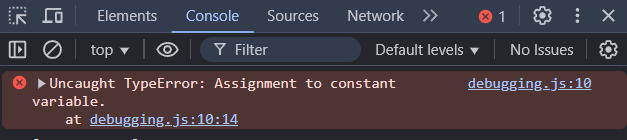 Elements Console Sources Network 1
top Filter Default levels No Issues
Uncaught TypeError: Assignment to constant debugging.js:10
variable.
at debugging.js:10:14